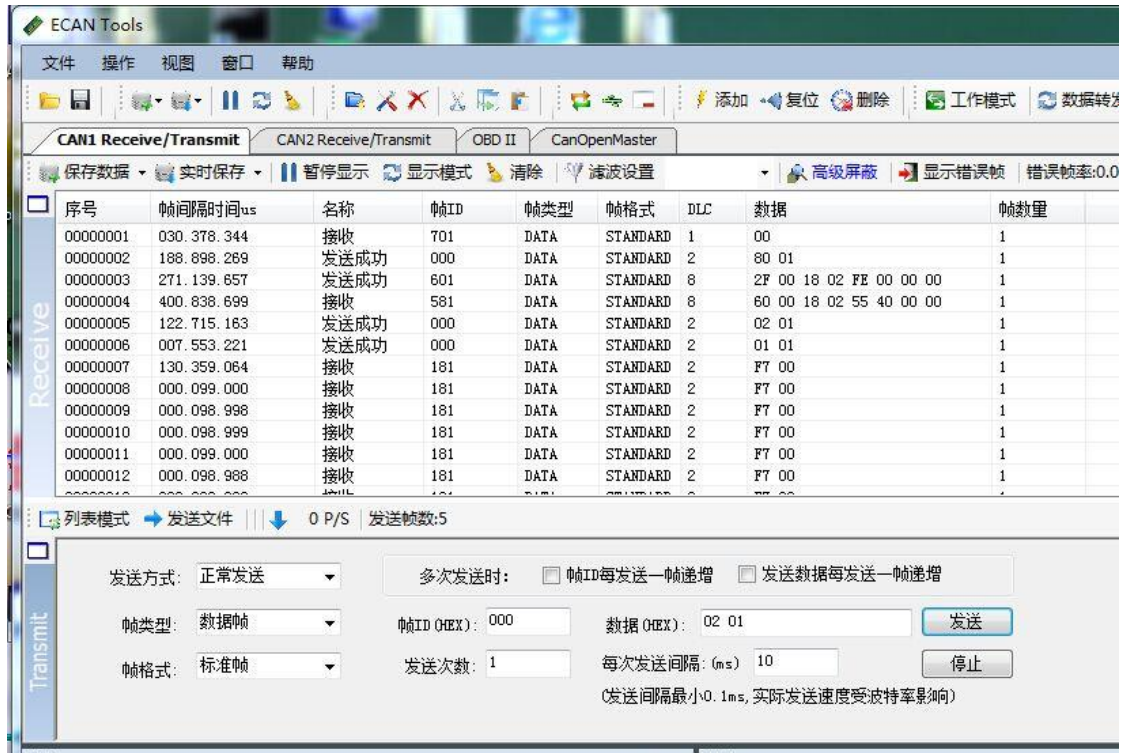 ECAN Tools
文件 操作 视图 窗口 帮助
添加 复位 删除 工作模式 数据转发
CAN1 Receive/Transmit CAN2 Receive/Transmit OBD II CanOpenMaster
保存数据 实时保存 暂停显示 显示模式 清除 滤波设置 高级屏蔽 显示错误帧 错误帧率:0.0
序号 帧间隔时间us 名称 帧ID 帧类型 帧格式 DLC 数据 帧数量
00000001 030.378.344 接收 701 DATA STANDARD 1 00 1
00000002 188.898.269 发送成功 000 DATA STANDARD 2 80 01 1
00000003 271.139.657 发送成功 601 DATA STANDARD 8 2F 00 18 02 FE 00 00 00 1
00000004 400.838.699 接收 581 DATA STANDARD 8 60 00 18 02 55 40 00 00 1
00000005 122.715.163 发送成功 000 DATA STANDARD 2 02 01 1
00000006 007.553.221 发送成功 000 DATA STANDARD 2 01 01 1
00000007 130.359.064 接收 181 DATA STANDARD 2 F7 00 1
00000008 000.099.000 接收 181 DATA STANDARD 2 F7 00 1
00000009 000.098.998 接收 181 DATA STANDARD 2 F7 00 1
00000010 000.098.999 接收 181 DATA STANDARD 2 F7 00 1
00000011 000.099.000 接收 181 DATA STANDARD 2 F7 00 1
00000012 000.098.988 接收 181 DATA STANDARD 2 F7 00 1
Receive
列表模式 发送文件 0 P/S 发送帧数:5
发送方式: 正常发送 多次发送时: 帧ID每发送一帧递增 发送数据每发送一帧递增
帧类型: 数据帧 帧ID(HEX): 000 数据(HEX): 02 01 发送
帧格式: 标准帧 发送次数: 1 每次发送间隔:(ms) 10 停止
(发送间隔最小0.1ms,实际发送速度受波特率影响)
Transmit